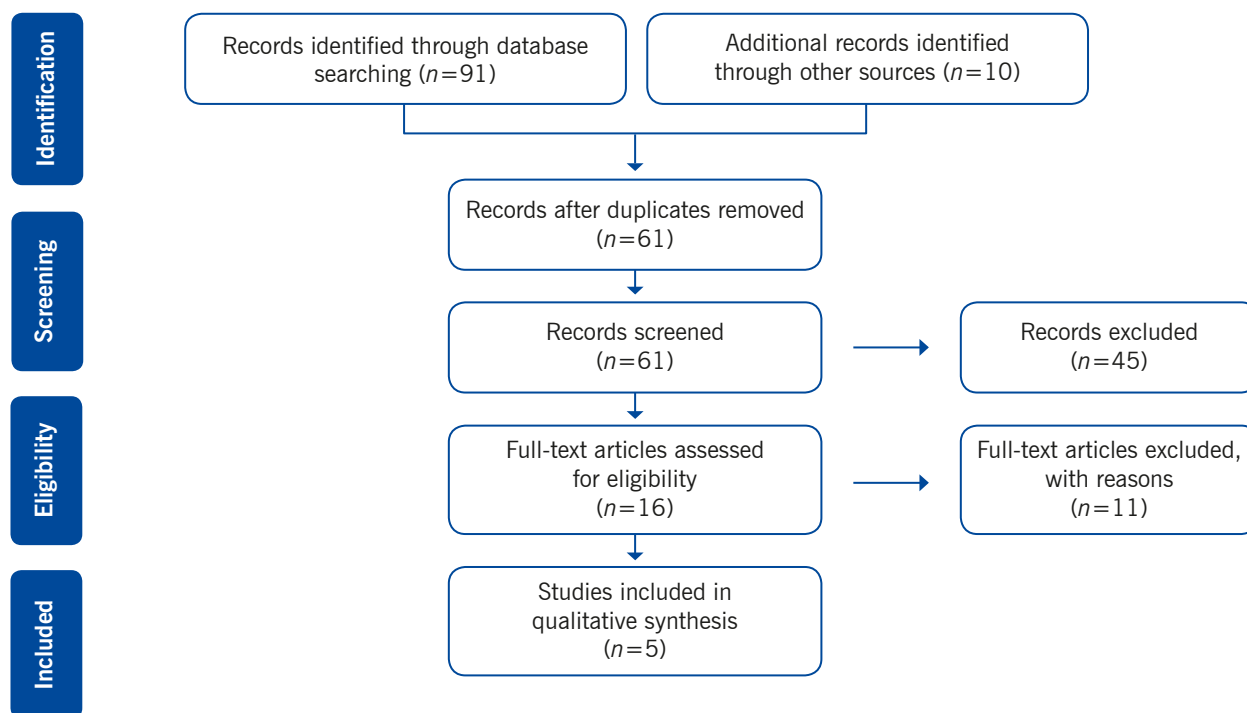 Identification
Records identified through database
searching (n=91)
Additional records identified
through other sources (n=10)
Screening
Records after duplicates removed
(n=61)
Records screened
(n=61)
Records excluded
(n=45)
Eligibility
Full-text articles assessed
for eligibility
(n=16)
Full-text articles excluded,
with reasons
(n=11)
Included
Studies included in
qualitative synthesis
(n=5)